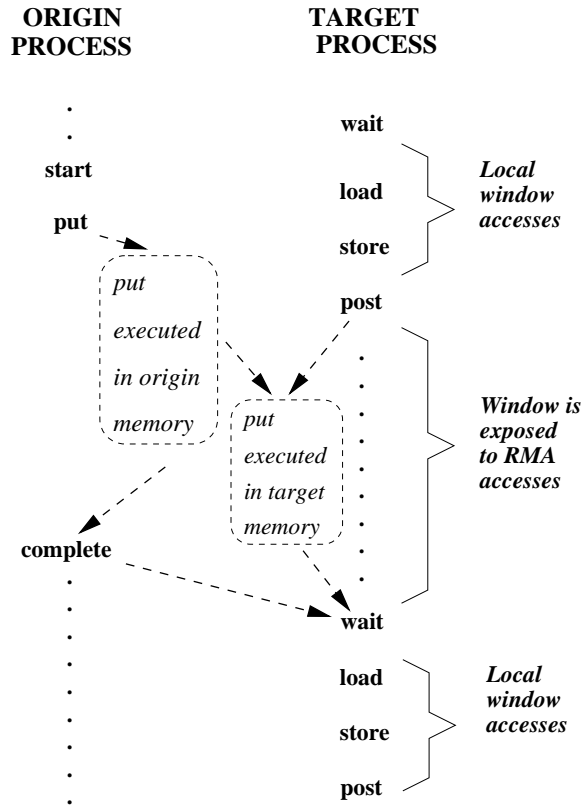 ORIGIN
PROCESS
TARGET
PROCESS
wait
start
Local
window
accesses
load
put
store
put
executed
in origin
memory
post
Window is
exposed
to RMA
accesses
put
executed
in target
memory
complete
wait
load
Local
window
accesses
store
post